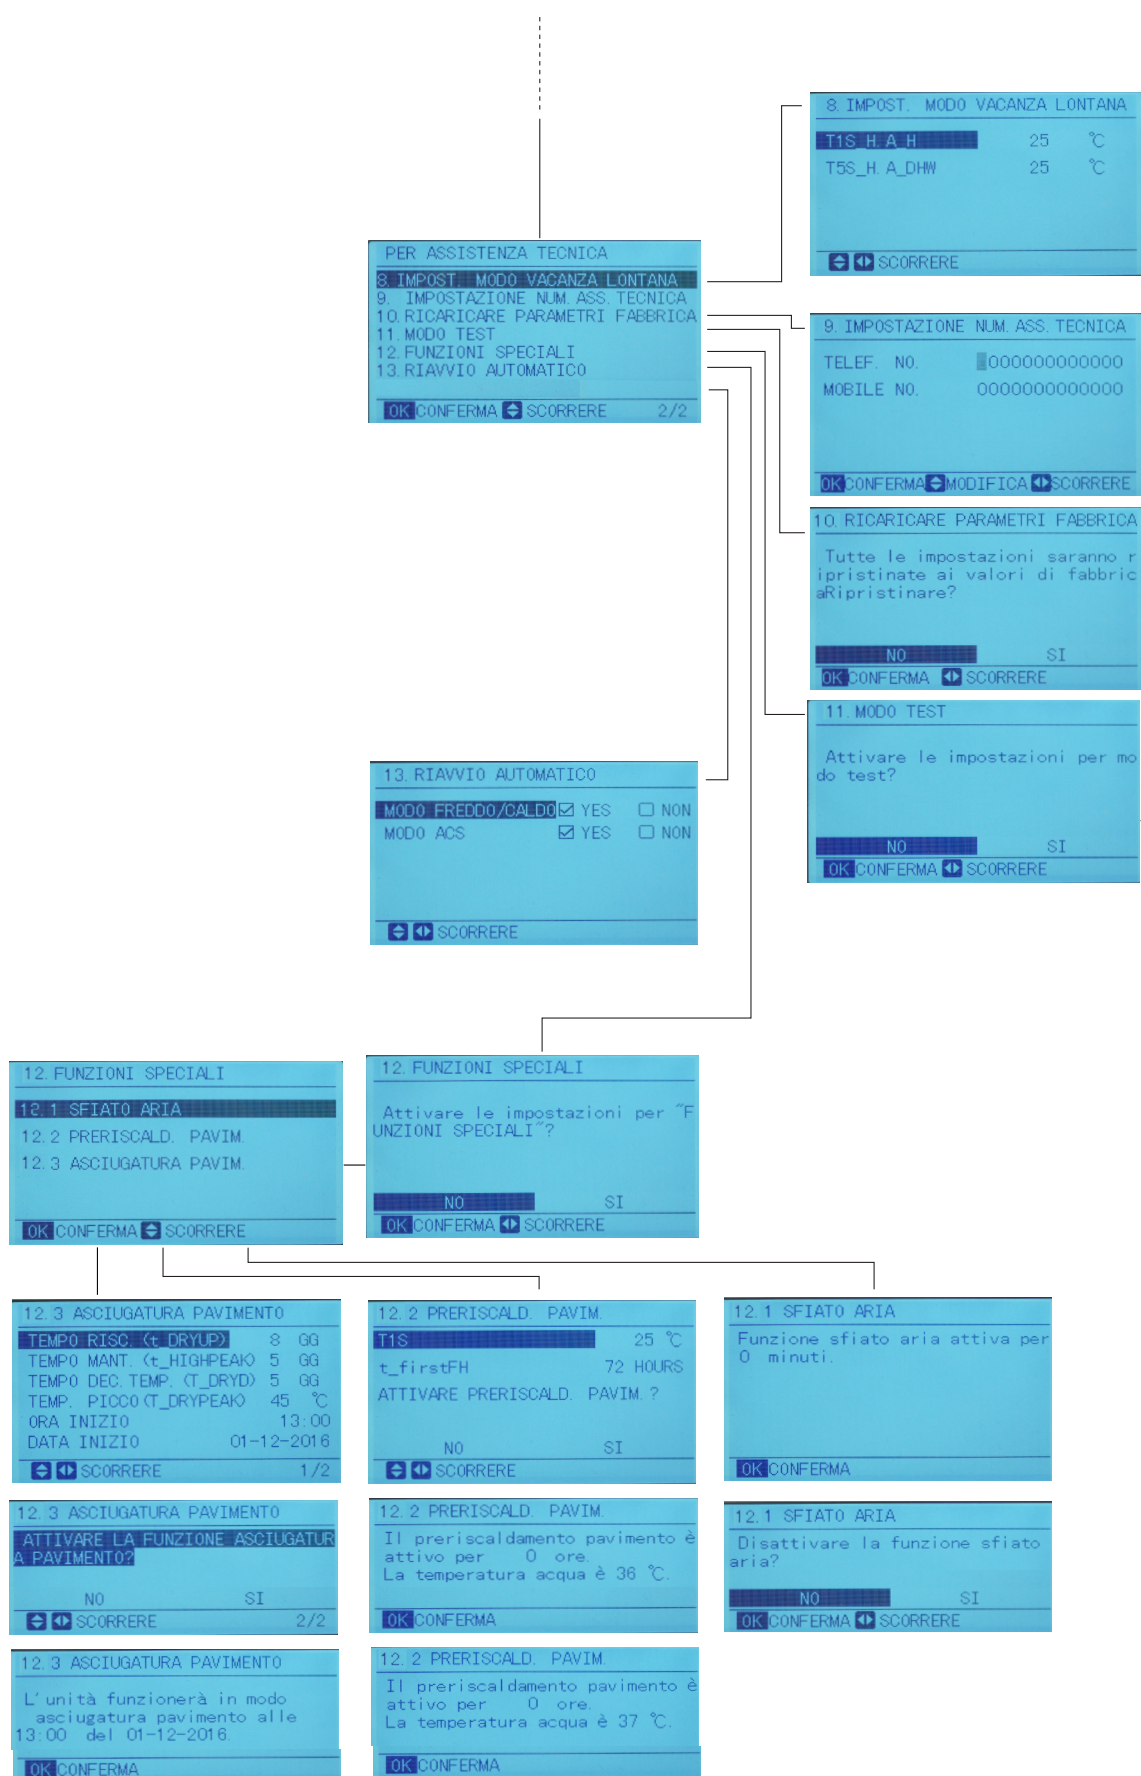 8. IMPOST. MODO VACANZA LONTANA
T1S_H.A_H 25 °C
T5S_H.A_DHW 25 °C
SCORRERE
PER ASSISTENZA TECNICA
8. IMPOST. MODO VACANZA LONTANA
9. IMPOSTAZIONE NUM.ASS.TECNICA
10.RICARICARE PARAMETRI FABBRICA
11.MODO TEST
12.FUNZIONI SPECIALI
13.RIAVVIO AUTOMATICO
OK CONFERMA SCORRERE 2/2
9. IMPOSTAZIONE NUM.ASS.TECNICA
TELEF. NO. 000000000000
MOBILE NO. 0000000000000
OK CONFERMA MODIFICA SCORRERE
10. RICARICARE PARAMETRI FABBRICA
Tutte le impostazioni saranno r
ipristinate ai valori di fabbric
aRipristinare?
NO SI
OK CONFERMA SCORRERE
11. MODO TEST
Attivare le impostazioni per mo
do test?
NO SI
OK CONFERMA SCORRERE
13. RIAVVIO AUTOMATICO
MODO FREDDO/CALDO YES NON
MODO ACS YES NON
SCORRERE
12. FUNZIONI SPECIALI
12.1 SFIATO ARIA
12.2 PRERISCALD. PAVIM.
12.3 ASCIUGATURA PAVIM.
OK CONFERMA SCORRERE
12. FUNZIONI SPECIALI
Attivare le impostazioni per "F
UNZIONI SPECIALI"?
NO SI
OK CONFERMA SCORRERE
12.3 ASCIUGATURA PAVIMENTO
TEMPO RISC. (t_DRYUP) 8 GG
TEMPO MANT. (t_HIGHPEAK) 5 GG
TEMPO DEC.TEMP. (T_DRYD) 5 GG
TEMP. PICCO(T_DRYPEAK) 45 °C
ORA INIZIO 13:00
DATA INIZIO 01-12-2016
SCORRERE 1/2
12.2 PRERISCALD. PAVIM.
T1S 25 °C
t_firstFH 72 HOURS
ATTIVARE PRERISCALD. PAVIM.?
NO SI
SCORRERE
12.1 SFIATO ARIA
Funzione sfiato aria attiva per
0 minuti.
OK CONFERMA
12.3 ASCIUGATURA PAVIMENTO
ATTIVARE LA FUNZIONE ASCIUGATUR
A PAVIMENTO?
NO SI
SCORRERE 2/2
12.2 PRERISCALD. PAVIM.
Il preriscaldamento pavimento è
attivo per 0 ore.
La temperatura acqua è 36 °C.
OK CONFERMA
12.1 SFIATO ARIA
Disattivare la funzione sfiato
aria?
NO SI
OK CONFERMA SCORRERE
12.3 ASCIUGATURA PAVIMENTO
L'unità funzionerà in modo
asciugatura pavimento alle
13:00 del 01-12-2016.
OK CONFERMA
12.2 PRERISCALD. PAVIM.
Il preriscaldamento pavimento è
attivo per 0 ore.
La temperatura acqua è 37 °C.
OK CONFERMA